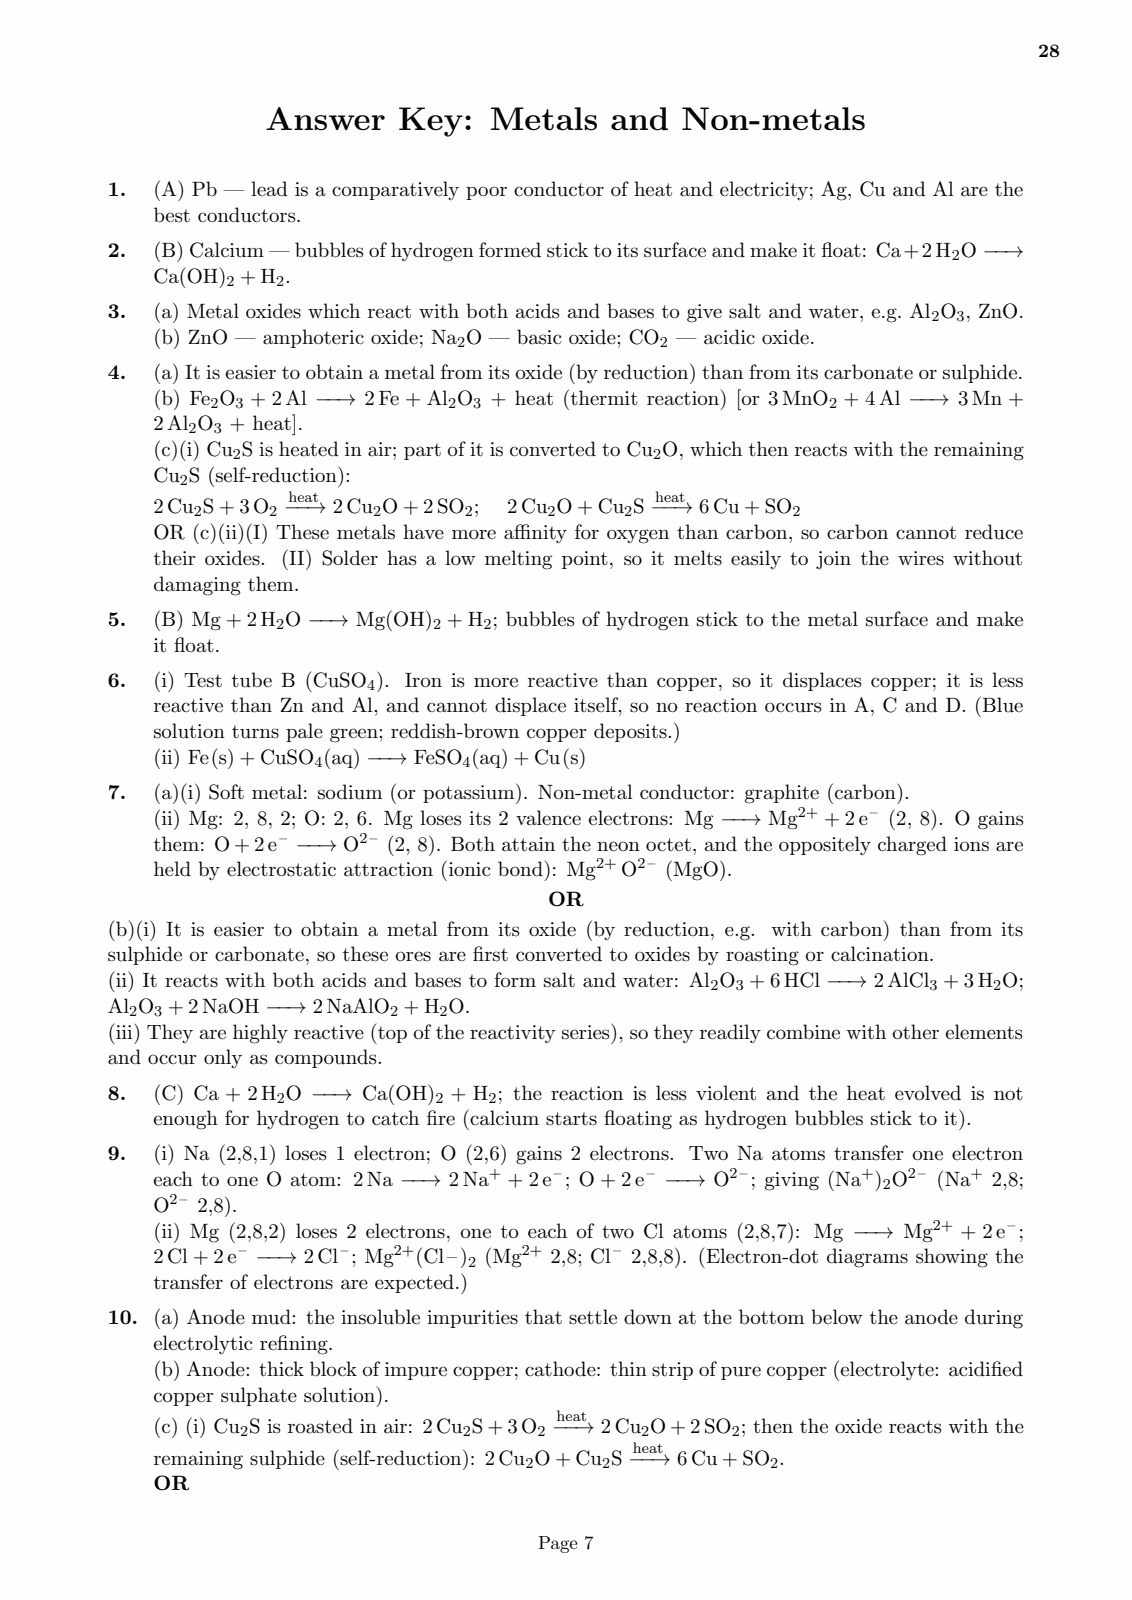 28
Answer Key: Metals and Non-metals
1. (A) Pb — lead is a comparatively poor conductor of heat and electricity; Ag, Cu and Al are the
best conductors.
2. (B) Calcium — bubbles of hydrogen formed stick to its surface and make it float: Ca + 2 H₂O ⟶
Ca(OH)₂ + H₂.
3. (a) Metal oxides which react with both acids and bases to give salt and water, e.g. Al₂O₃, ZnO.
(b) ZnO — amphoteric oxide; Na₂O — basic oxide; CO₂ — acidic oxide.
4. (a) It is easier to obtain a metal from its oxide (by reduction) than from its carbonate or sulphide.
(b) Fe₂O₃ + 2 Al ⟶ 2 Fe + Al₂O₃ + heat (thermit reaction) [or 3 MnO₂ + 4 Al ⟶ 3 Mn +
2 Al₂O₃ + heat].
(c)(i) Cu₂S is heated in air; part of it is converted to Cu₂O, which then reacts with the remaining
Cu₂S (self-reduction):
2 Cu₂S + 3 O₂ —heat→ 2 Cu₂O + 2 SO₂; 2 Cu₂O + Cu₂S —heat→ 6 Cu + SO₂
OR (c)(ii)(I) These metals have more affinity for oxygen than carbon, so carbon cannot reduce
their oxides. (II) Solder has a low melting point, so it melts easily to join the wires without
damaging them.
5. (B) Mg + 2 H₂O ⟶ Mg(OH)₂ + H₂; bubbles of hydrogen stick to the metal surface and make
it float.
6. (i) Test tube B (CuSO₄). Iron is more reactive than copper, so it displaces copper; it is less
reactive than Zn and Al, and cannot displace itself, so no reaction occurs in A, C and D. (Blue
solution turns pale green; reddish-brown copper deposits.)
(ii) Fe(s) + CuSO₄(aq) ⟶ FeSO₄(aq) + Cu(s)
7. (a)(i) Soft metal: sodium (or potassium). Non-metal conductor: graphite (carbon).
(ii) Mg: 2, 8, 2; O: 2, 6. Mg loses its 2 valence electrons: Mg ⟶ Mg²⁺ + 2 e⁻ (2, 8). O gains
them: O + 2 e⁻ ⟶ O²⁻ (2, 8). Both attain the neon octet, and the oppositely charged ions are
held by electrostatic attraction (ionic bond): Mg²⁺ O²⁻ (MgO).
OR
(b)(i) It is easier to obtain a metal from its oxide (by reduction, e.g. with carbon) than from its
sulphide or carbonate, so these ores are first converted to oxides by roasting or calcination.
(ii) It reacts with both acids and bases to form salt and water: Al₂O₃ + 6 HCl ⟶ 2 AlCl₃ + 3 H₂O;
Al₂O₃ + 2 NaOH ⟶ 2 NaAlO₂ + H₂O.
(iii) They are highly reactive (top of the reactivity series), so they readily combine with other elements
and occur only as compounds.
8. (C) Ca + 2 H₂O ⟶ Ca(OH)₂ + H₂; the reaction is less violent and the heat evolved is not
enough for hydrogen to catch fire (calcium starts floating as hydrogen bubbles stick to it).
9. (i) Na (2,8,1) loses 1 electron; O (2,6) gains 2 electrons. Two Na atoms transfer one electron
each to one O atom: 2 Na ⟶ 2 Na⁺ + 2 e⁻; O + 2 e⁻ ⟶ O²⁻; giving (Na⁺)₂O²⁻ (Na⁺ 2,8;
O²⁻ 2,8).
(ii) Mg (2,8,2) loses 2 electrons, one to each of two Cl atoms (2,8,7): Mg ⟶ Mg²⁺ + 2 e⁻;
2 Cl + 2 e⁻ ⟶ 2 Cl⁻; Mg²⁺(Cl–)₂ (Mg²⁺ 2,8; Cl⁻ 2,8,8). (Electron-dot diagrams showing the
transfer of electrons are expected.)
10. (a) Anode mud: the insoluble impurities that settle down at the bottom below the anode during
electrolytic refining.
(b) Anode: thick block of impure copper; cathode: thin strip of pure copper (electrolyte: acidified
copper sulphate solution).
(c) (i) Cu₂S is roasted in air: 2 Cu₂S + 3 O₂ —heat→ 2 Cu₂O + 2 SO₂; then the oxide reacts with the
remaining sulphide (self-reduction): 2 Cu₂O + Cu₂S —heat→ 6 Cu + SO₂.
OR
Page 7